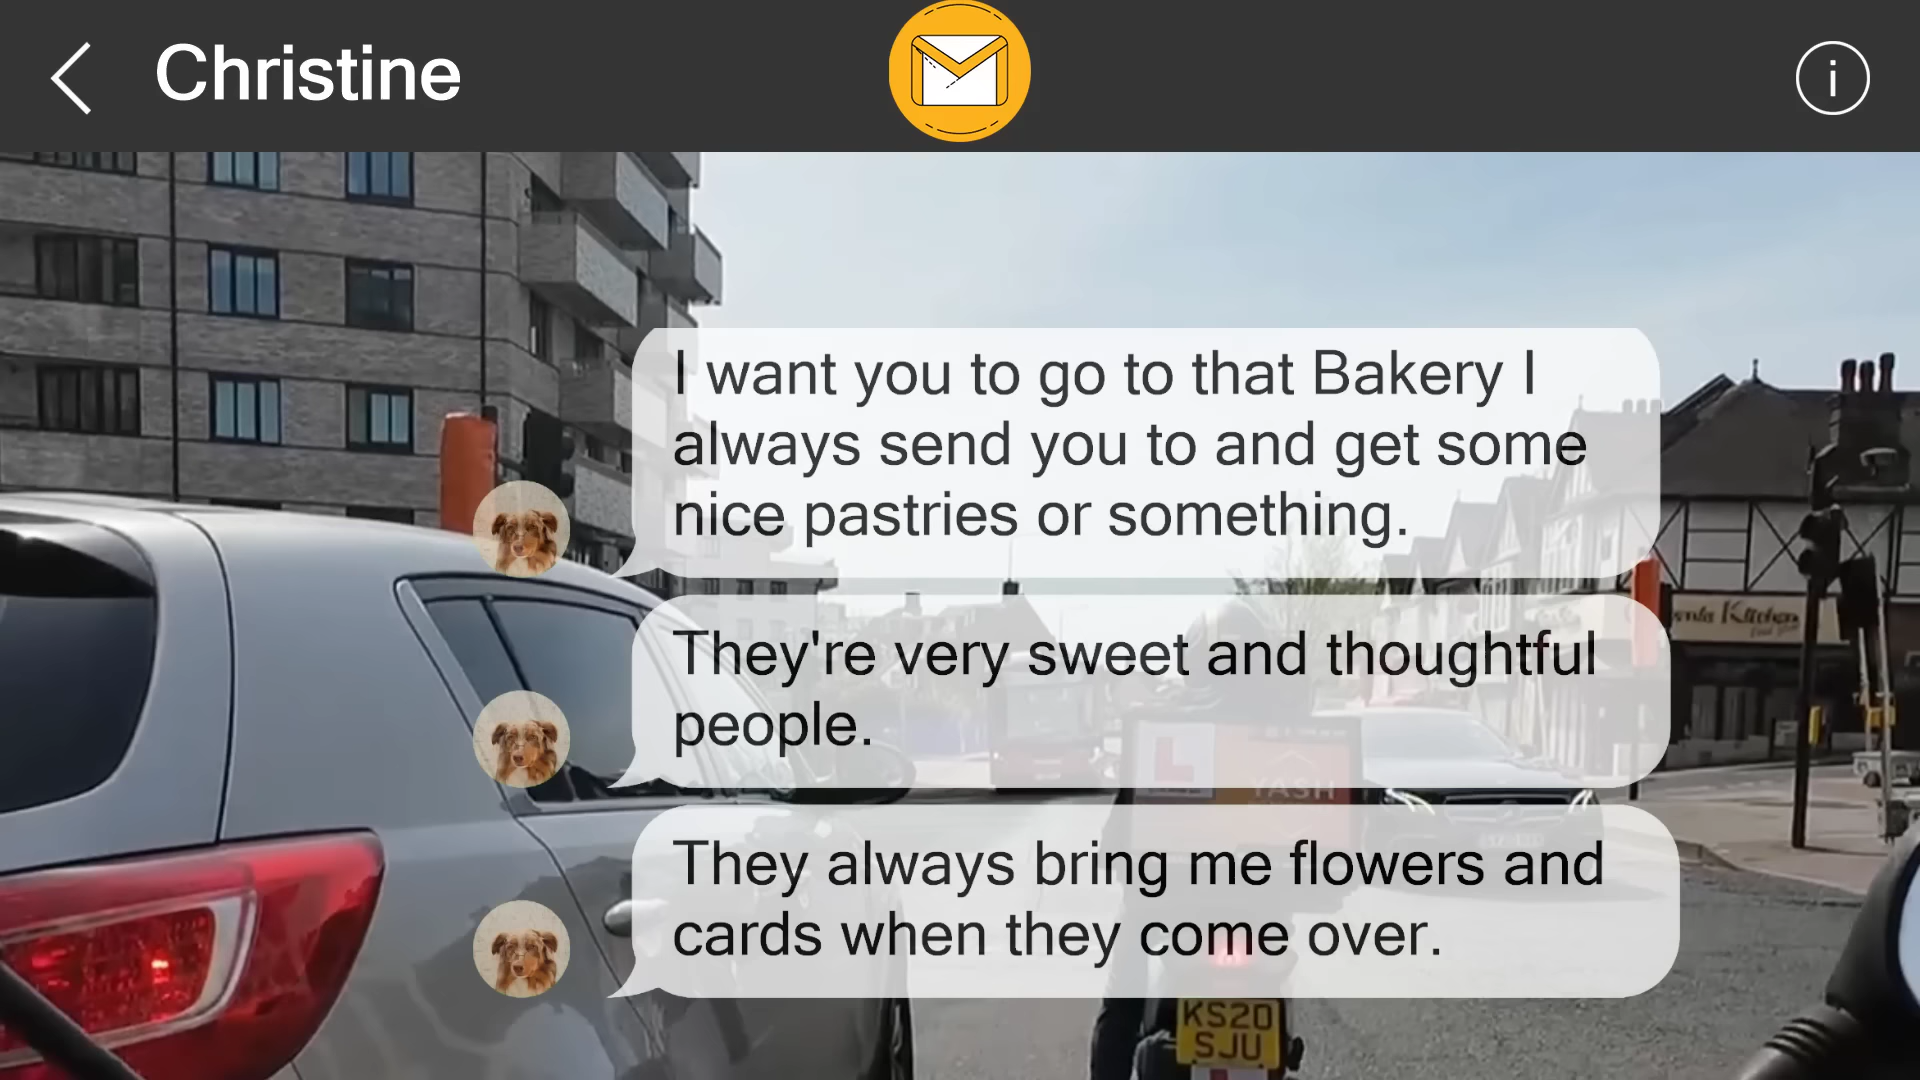 Christine
i
I want you to go to that Bakery I
always send you to and get some
nice pastries or something.
They're very sweet and thoughtful
people.
They always bring me flowers and
cards when they come over.
Kitchen
L
YASH
KS20
SJU